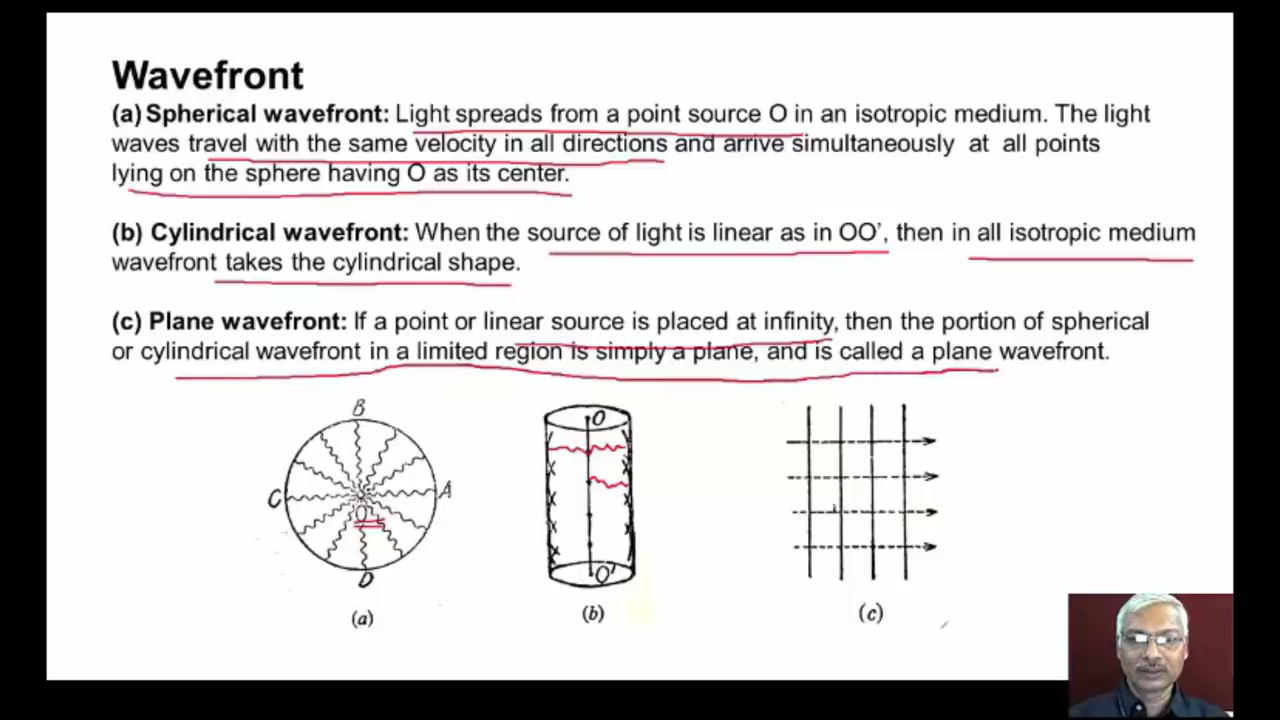 Wavefront
(a) Spherical wavefront: Light spreads from a point source O in an isotropic medium. The light
waves travel with the same velocity in all directions and arrive simultaneously at all points
lying on the sphere having O as its center.
(b) Cylindrical wavefront: When the source of light is linear as in OO’, then in all isotropic medium
wavefront takes the cylindrical shape.
(c) Plane wavefront: If a point or linear source is placed at infinity, then the portion of spherical
or cylindrical wavefront in a limited region is simply a plane, and is called a plane wavefront.
B
C
O
A
D
(a)
O
O'
(b)
(c)